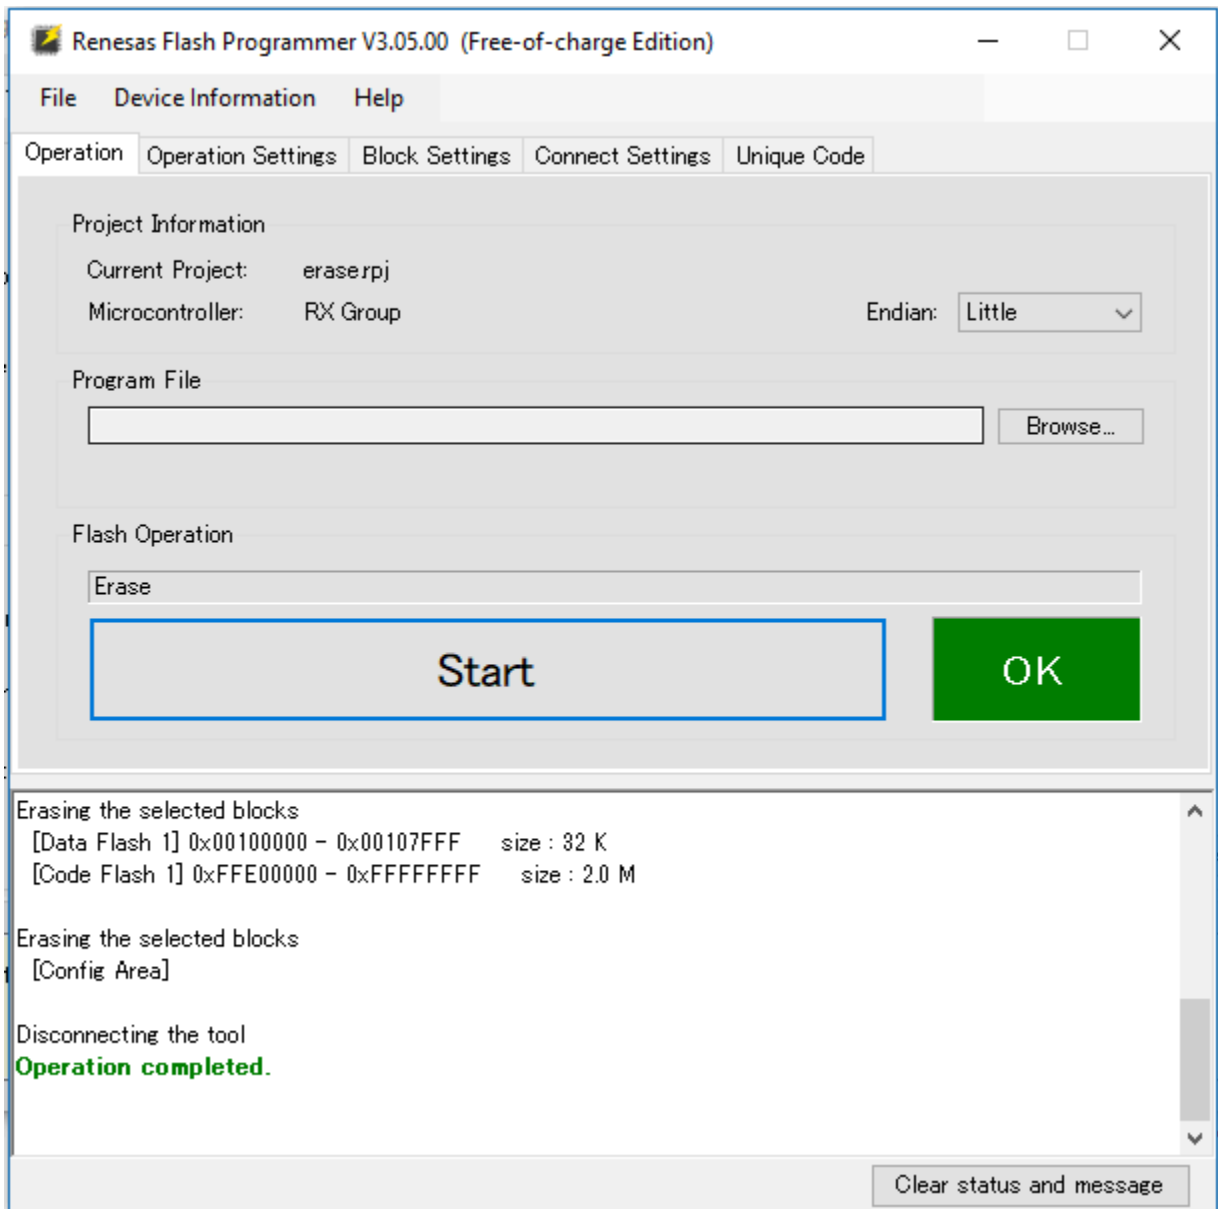 Renesas Flash Programmer V3.05.00 (Free-of-charge Edition)
File Device Information Help
Operation Operation Settings Block Settings Connect Settings Unique Code
Project Information
Current Project: erase.rpj
Microcontroller: RX Group Endian: Little
Program File
Browse...
Flash Operation
Erase
Start OK
Erasing the selected blocks
[Data Flash 1] 0x00100000 - 0x00107FFF size : 32 K
[Code Flash 1] 0xFFE00000 - 0xFFFFFFFF size : 2.0 M
Erasing the selected blocks
[Config Area]
Disconnecting the tool
Operation completed.
Clear status and message